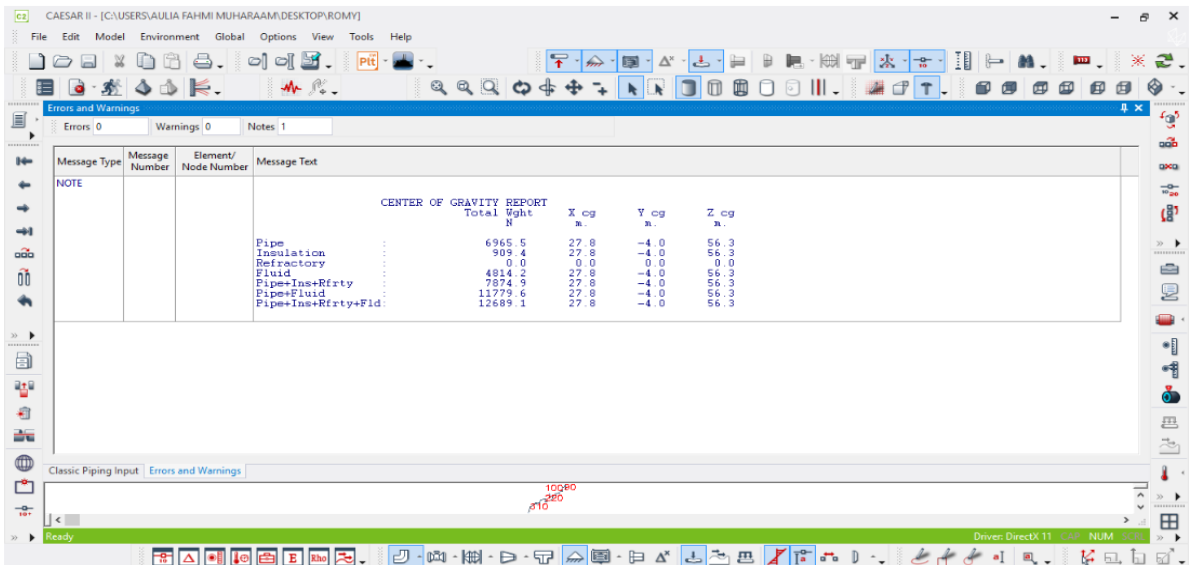 CAESAR II - [C:\USERS\AULIA FAHMI MUHARAAM\DESKTOP\ROMY]
File Edit Model Environment Global Options View Tools Help
Errors and Warnings
Errors 0 Warnings 0 Notes 1
Message Type Message Number Element/ Node Number Message Text
NOTE
CENTER OF GRAVITY REPORT
Total Wght X cg Y cg Z cg
N m. m. m.
Pipe : 6965.5 27.8 -4.0 56.3
Insulation : 909.4 27.8 -4.0 56.3
Refractory : 0.0 0.0 0.0 0.0
Fluid : 4814.2 27.8 -4.0 56.3
Pipe+Ins+Rfrty : 7874.9 27.8 -4.0 56.3
Pipe+Fluid : 11779.6 27.8 -4.0 56.3
Pipe+Ins+Rfrty+Fld: 12689.1 27.8 -4.0 56.3
Classic Piping Input Errors and Warnings
Ready Driver: DirectX 11 CAP NUM